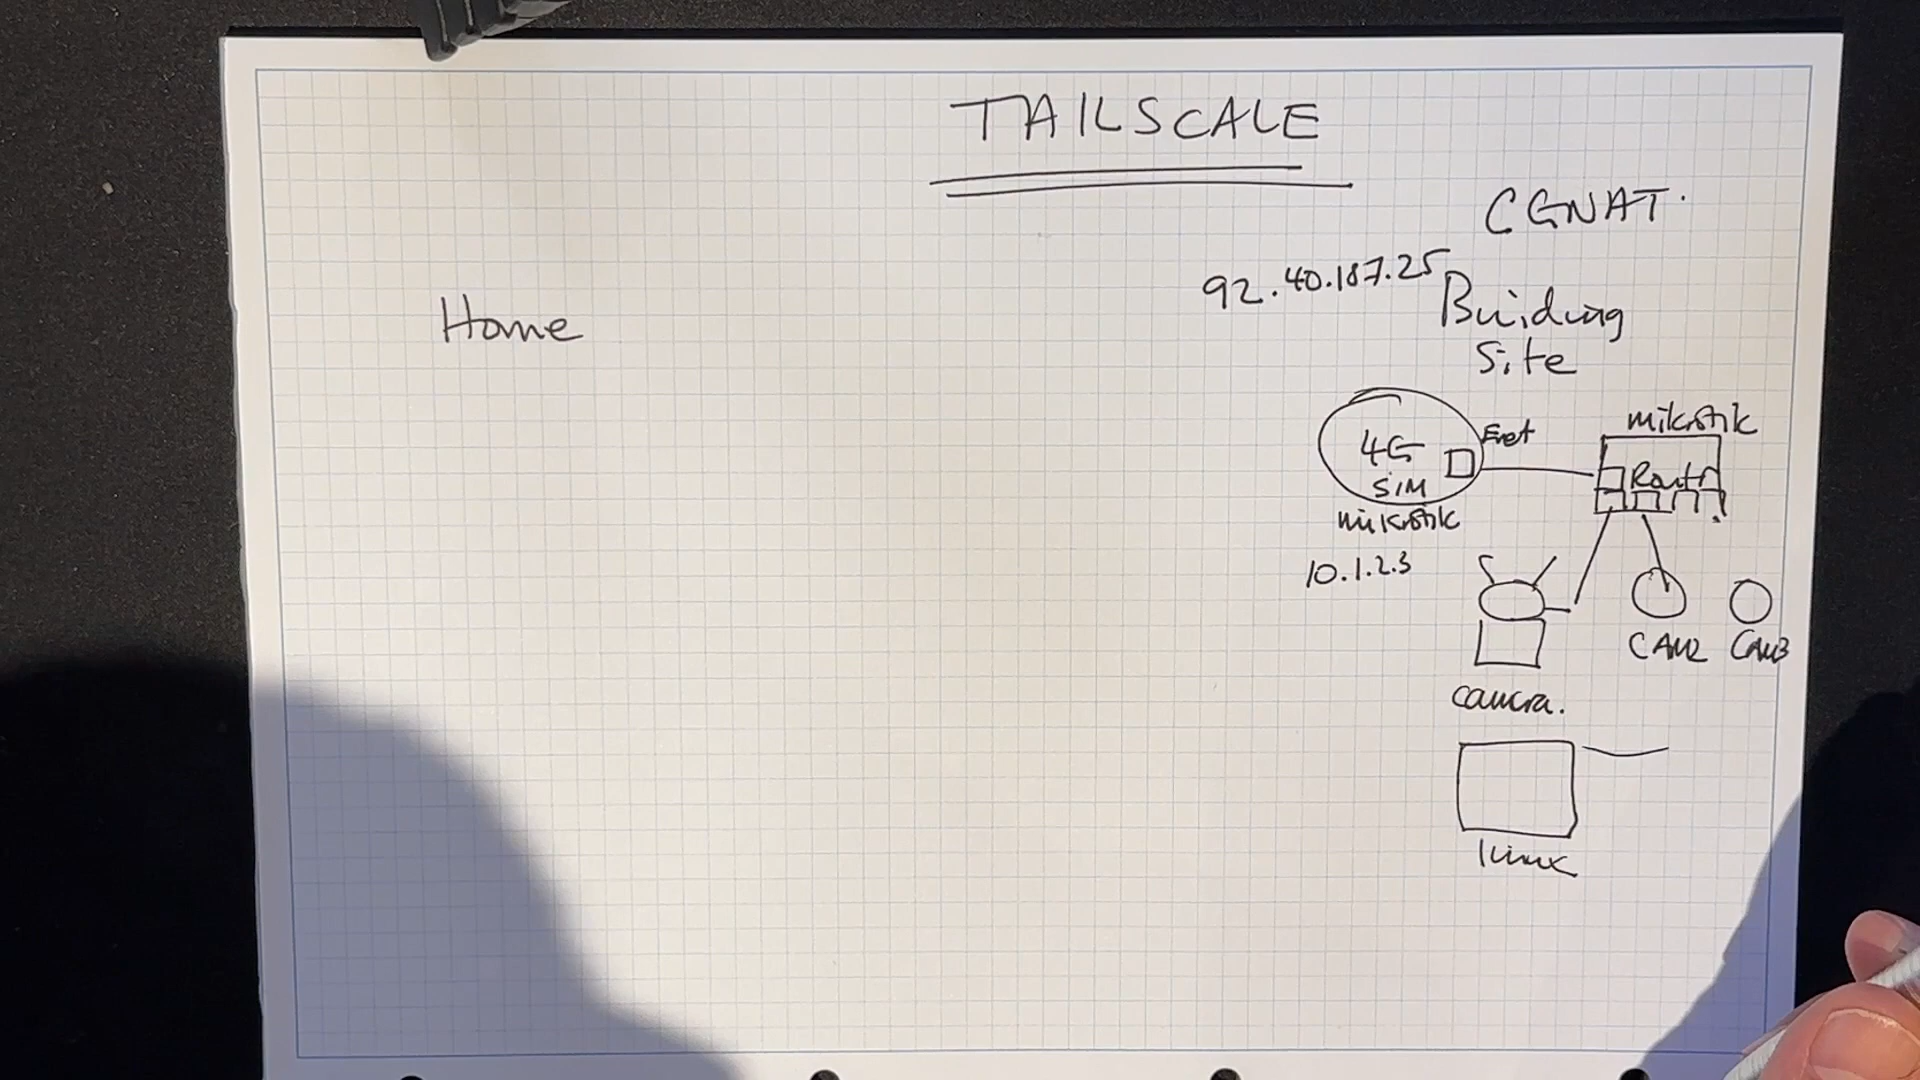 TAILSCALE
CGNAT.
92.40.187.25
Building
Site
Home
4G
SIM
mikrotik
Enet
mikrotik
Router
10.1.2.3
CAM2
CAM3
camera.
linux